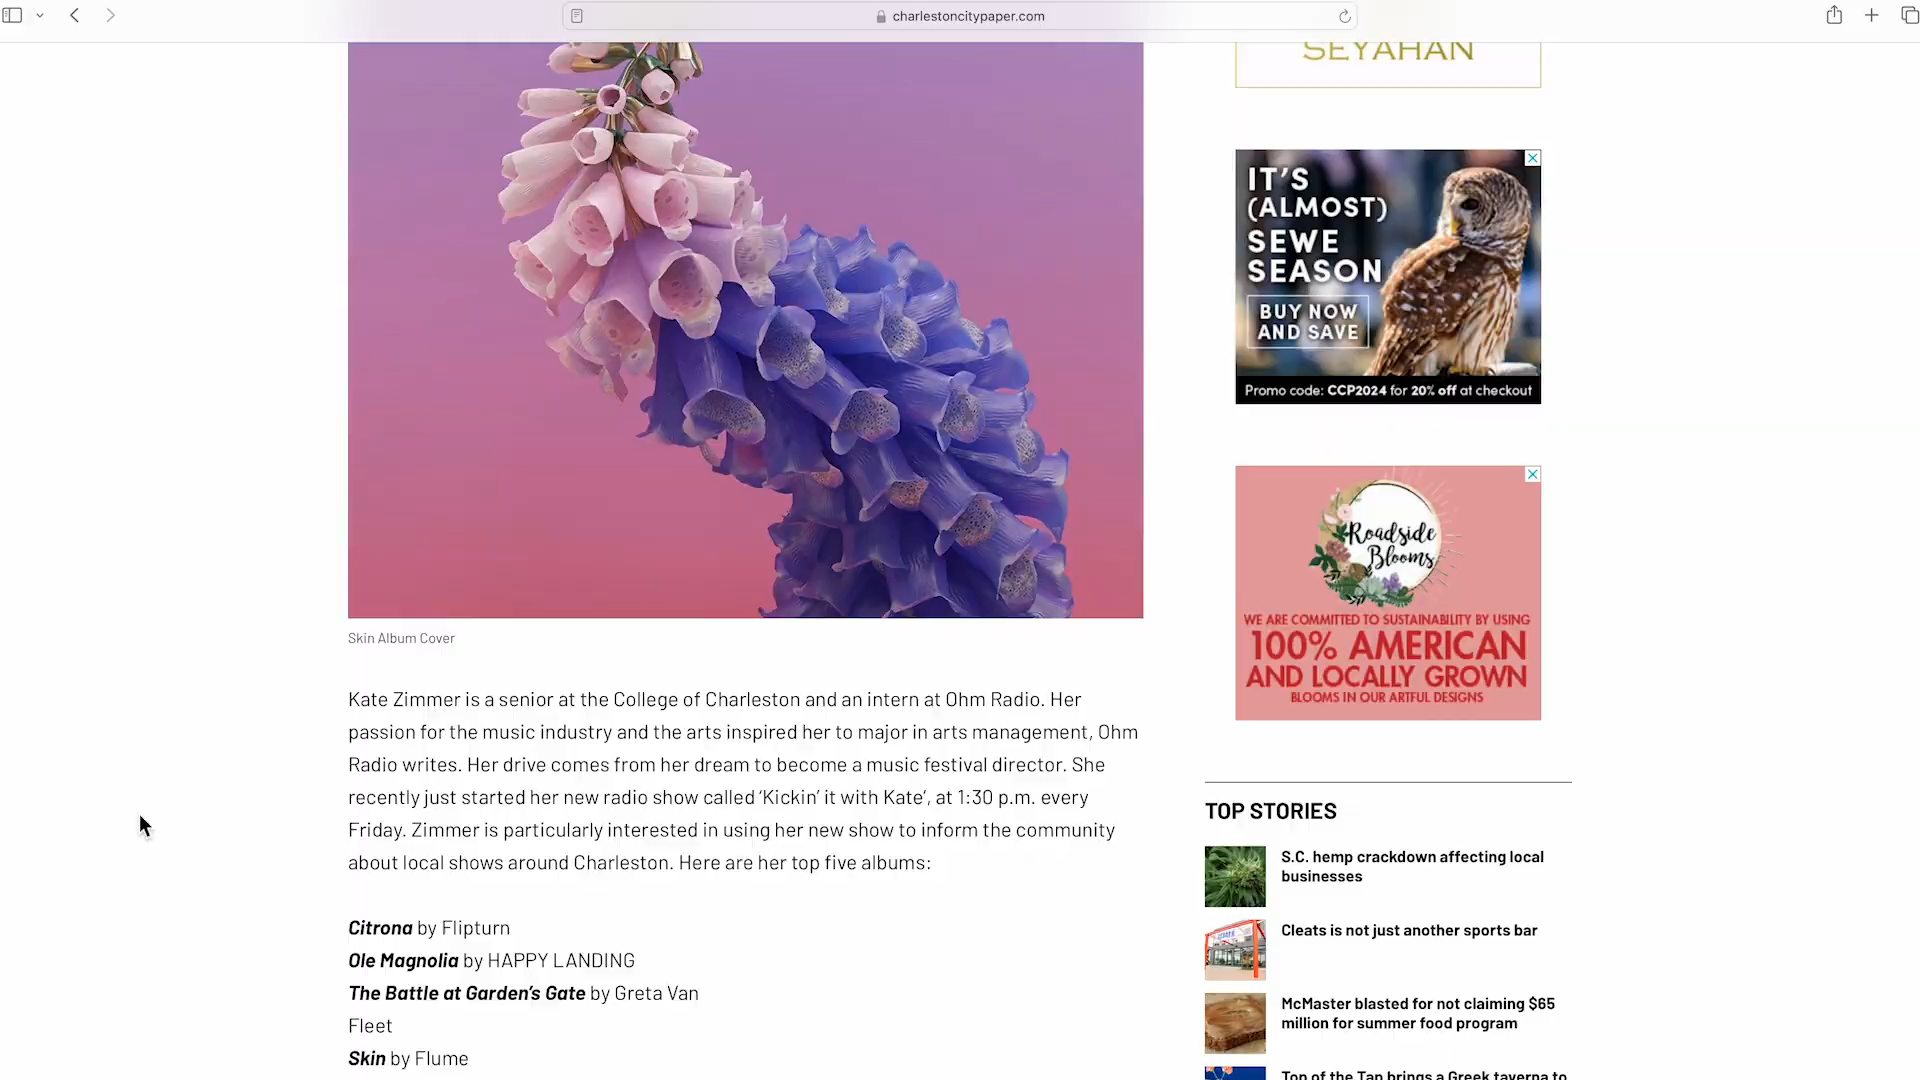 charlestoncitypaper.com
SEYAHAN
IT'S
(ALMOST)
SEWE
SEASON
BUY NOW
AND SAVE
Promo code: CCP2024 for 20% off at checkout
Roadside
Blooms
WE ARE COMMITTED TO SUSTAINABILITY BY USING
100% AMERICAN
AND LOCALLY GROWN
BLOOMS IN OUR ARTFUL DESIGNS
Skin Album Cover
Kate Zimmer is a senior at the College of Charleston and an intern at Ohm Radio. Her
passion for the music industry and the arts inspired her to major in arts management, Ohm
Radio writes. Her drive comes from her dream to become a music festival director. She
recently just started her new radio show called ‘Kickin’ it with Kate’, at 1:30 p.m. every
Friday. Zimmer is particularly interested in using her new show to inform the community
about local shows around Charleston. Here are her top five albums:
Citrona by Flipturn
Ole Magnolia by HAPPY LANDING
The Battle at Garden’s Gate by Greta Van
Fleet
Skin by Flume
TOP STORIES
S.C. hemp crackdown affecting local
businesses
Cleats is not just another sports bar
McMaster blasted for not claiming $65
million for summer food program
Top of the Tap brings a Greek taverna to